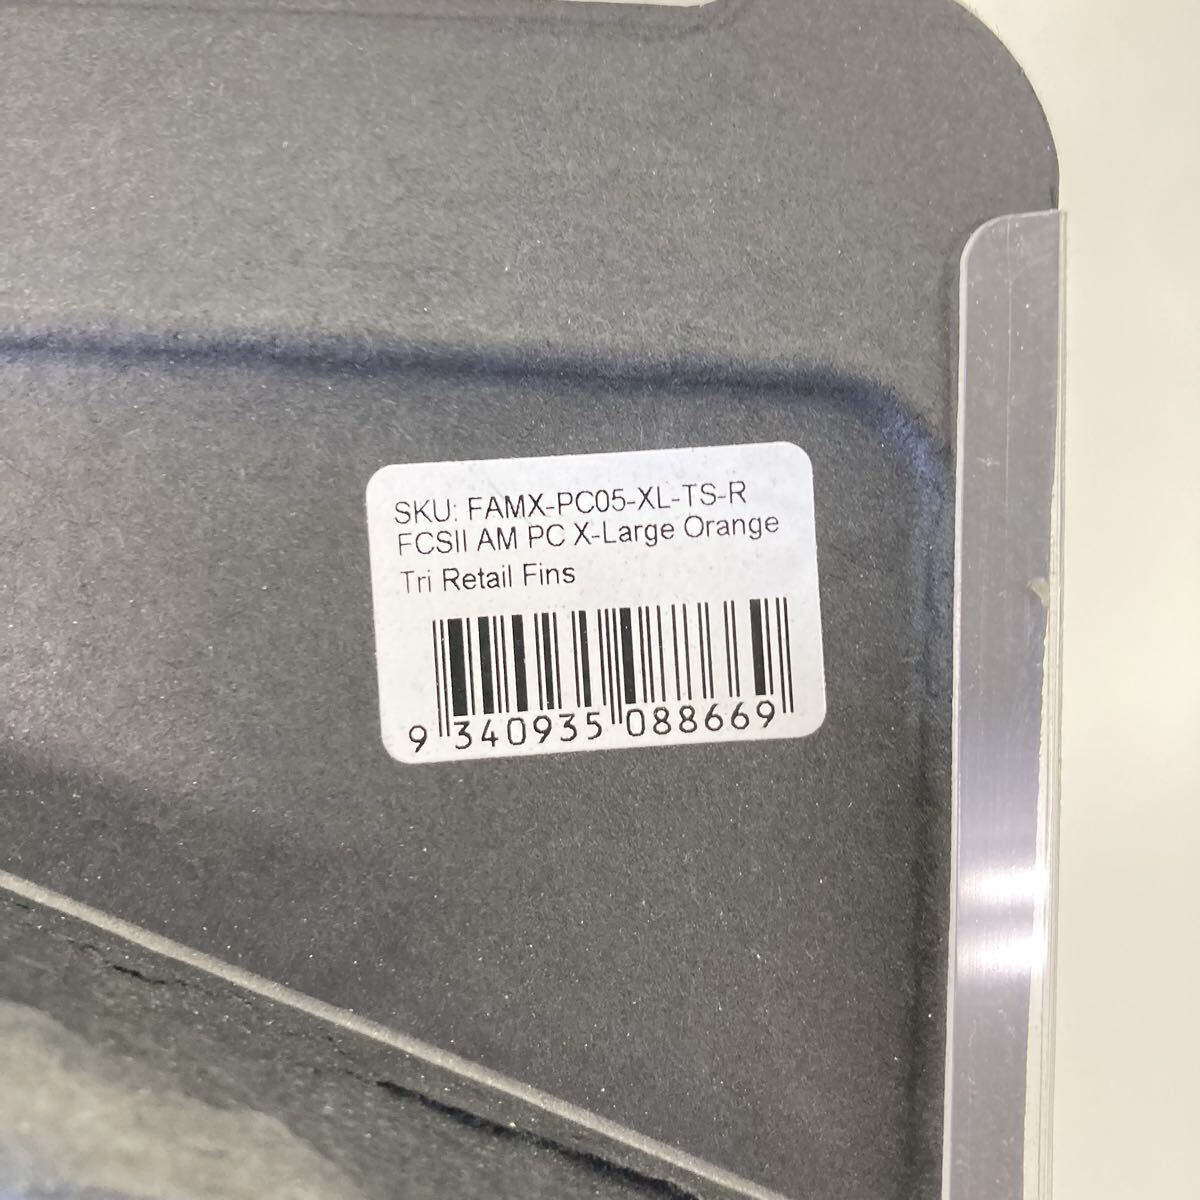 SKU: FAMX-PC05-XL-TS-R
FCSII AM PC X-Large Orange
Tri Retail Fins
9 340935 088669